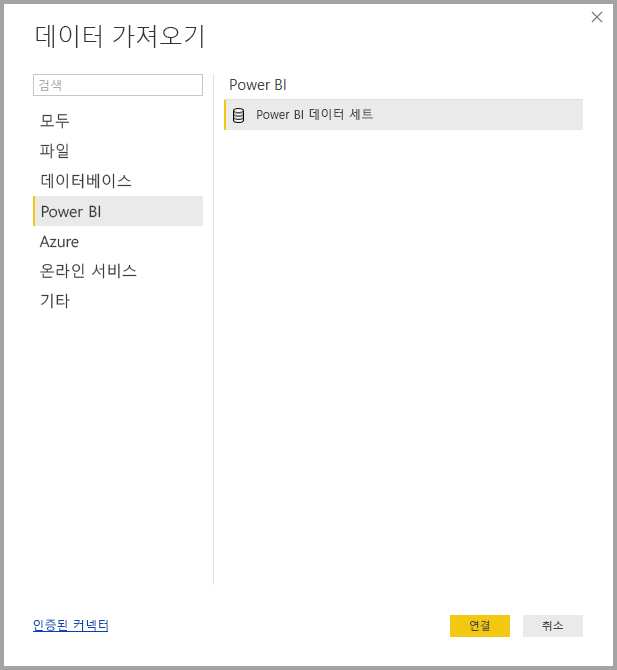 데이터 가져오기
검색
모두
파일
데이터베이스
Power BI
Azure
온라인 서비스
기타
Power BI
Power BI 데이터 세트
인증된 커넥터
연결
취소